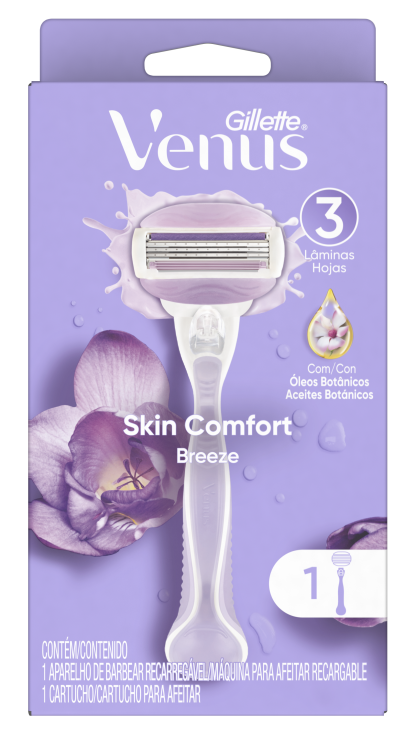 Gillette®
Venus
3
Lâminas
Hojas
Com/Con
Óleos Botânicos
Aceites Botánicos
Skin Comfort
Breeze
1
CONTÉM/CONTENIDO
1 APARELHO DE BARBEAR RECARREGÁVEL/MÁQUINA PARA AFEITAR RECARGABLE
1 CARTUCHO/CARTUCHO PARA AFEITAR